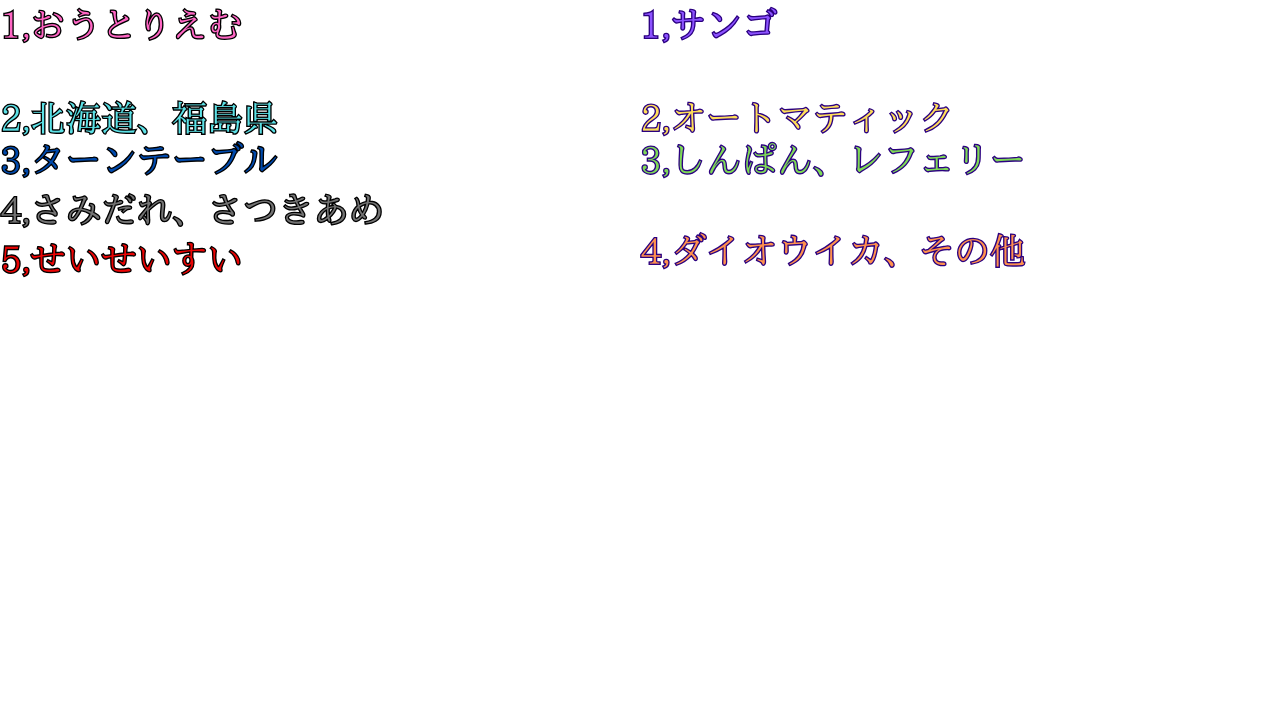 1,おうとりえむ
2,北海道、福島県
3,ターンテーブル
4,さみだれ、さつきあめ
5,せいせいすい
1,サンゴ
2,オートマティック
3,しんぱん、レフェリー
4,ダイオウイカ、その他